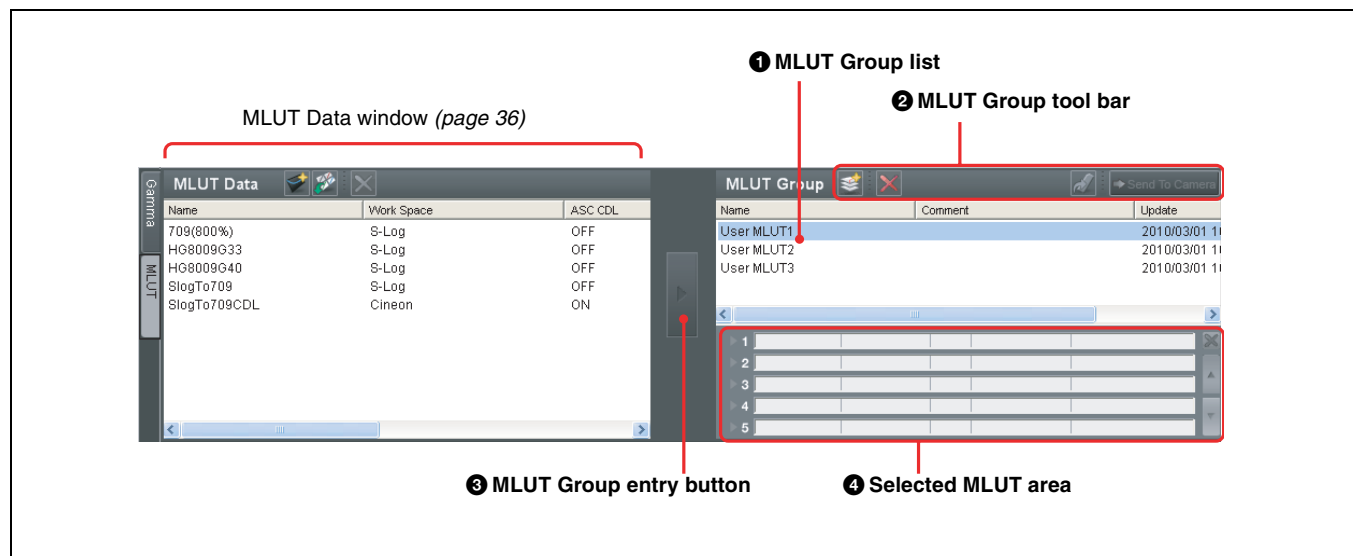 ❶ MLUT Group list
❷ MLUT Group tool bar
MLUT Data window (page 36)
Gamma
MLUT
MLUT Data
Name Work Space ASC CDL
709(800%) S-Log OFF
HG8009G33 S-Log OFF
HG8009G40 S-Log OFF
SlogTo709 S-Log OFF
SlogTo709CDL Cineon ON
MLUT Group
Send To Camera
Name Comment Update
User MLUT1 2010/03/01 1
User MLUT2 2010/03/01 1
User MLUT3 2010/03/01 1
1
2
3
4
5
❸ MLUT Group entry button
❹ Selected MLUT area